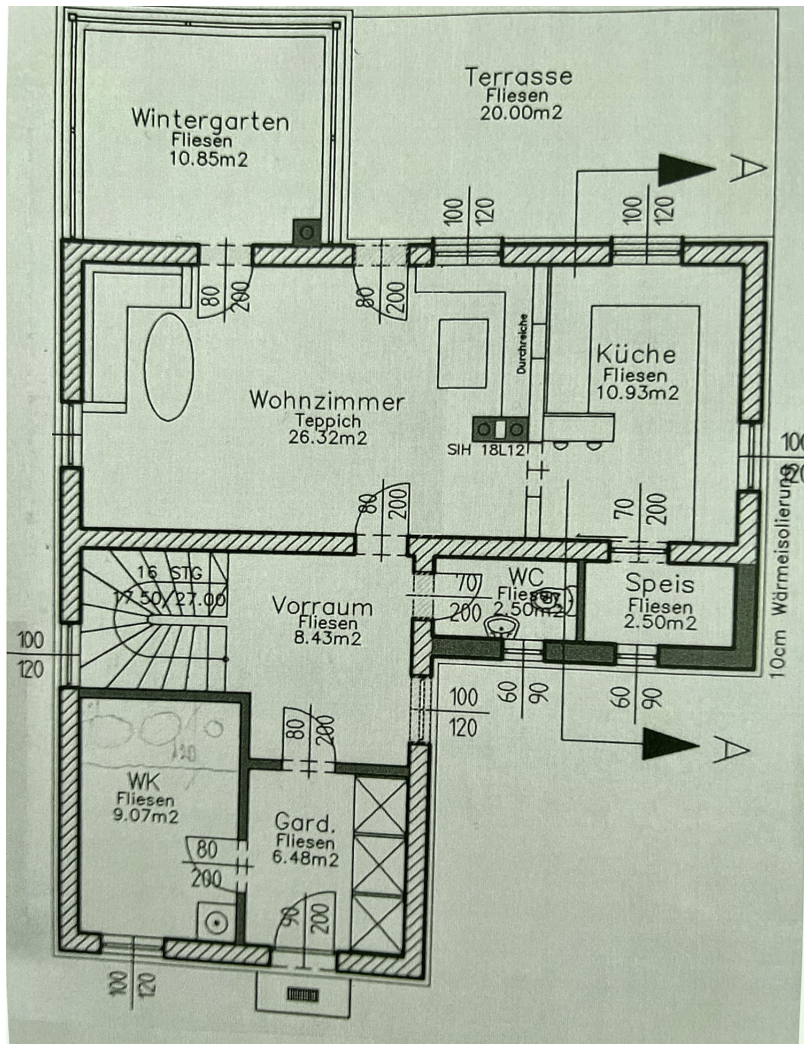 Terrasse
Fliesen
20.00m2
Wintergarten
Fliesen
10.85m2
A
100
120
100
120
80
200
80
200
Durchreiche
Küche
Fliesen
10.93m2
Wohnzimmer
Teppich
26.32m2
SIH 18L12
100
120
80
200
70
200
10cm Wärmeisolierung
16 STG
17.50/27.00
Vorraum
Fliesen
8.43m2
70
200
WC
Fliesen
2.50m2
Speis
Fliesen
2.50m2
100
120
60
90
60
90
100
120
80
200
A
WK
Fliesen
9.07m2
Gard.
Fliesen
6.48m2
80
200
90
200
100
120